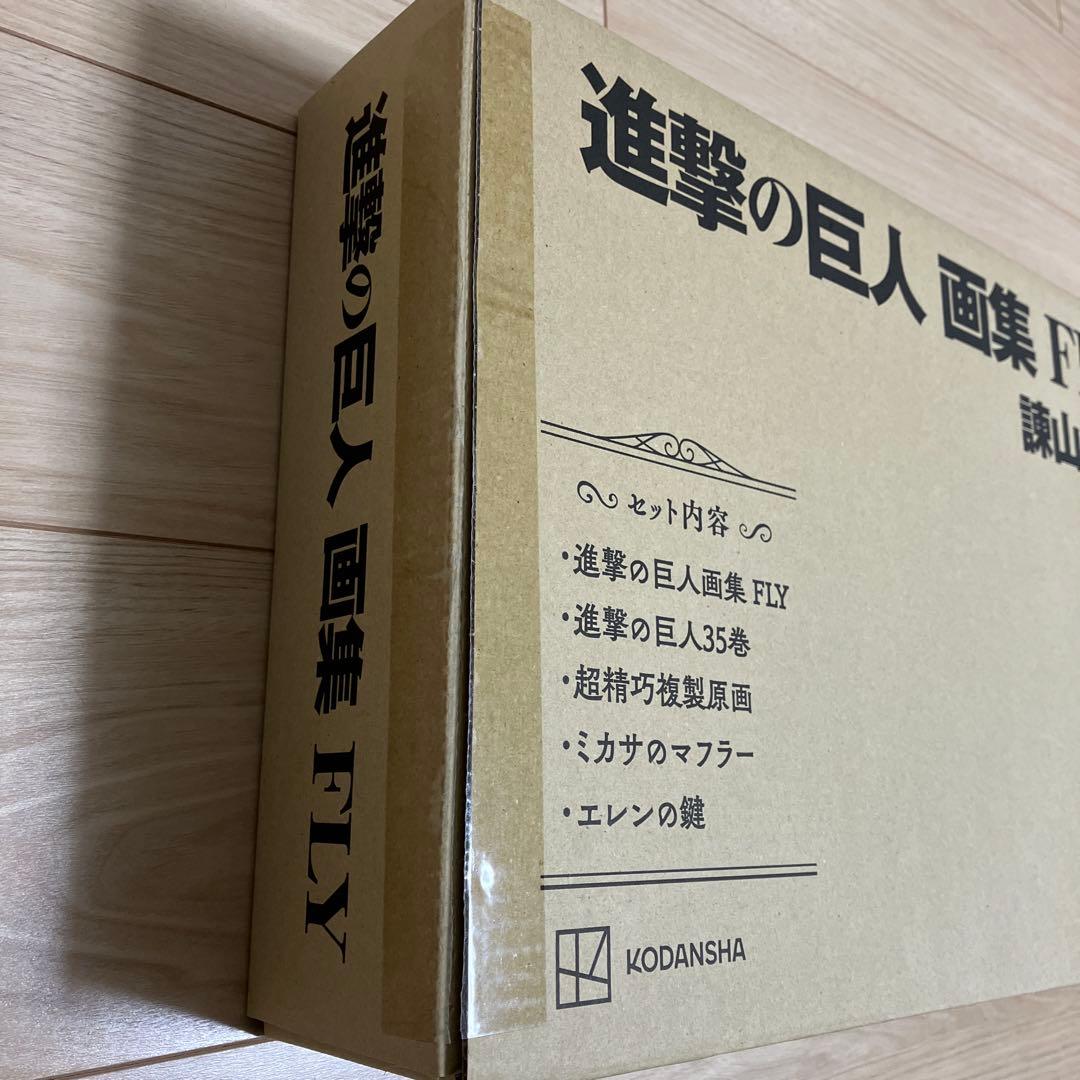 進撃の巨人 画集 FLY
進撃の巨人 画集
諫山
セット内容
・進撃の巨人画集 FLY
・進撃の巨人35巻
・超精巧複製原画
・ミカサのマフラー
・エレンの鍵
KODANSHA